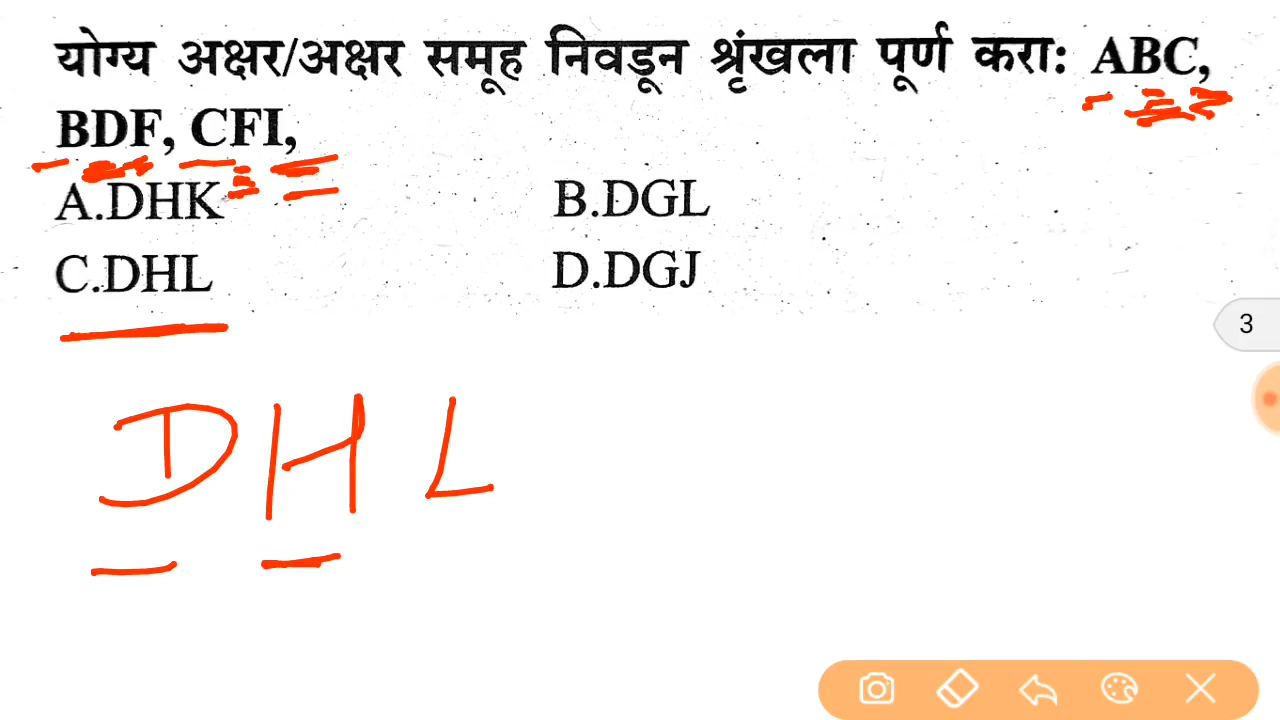 योग्य अक्षर/अक्षर समूह निवडून श्रृंखला पूर्ण करा: ABC,
BDF, CFI,
A.DHK B.DGL
C.DHL D.DGJ
3
DHL